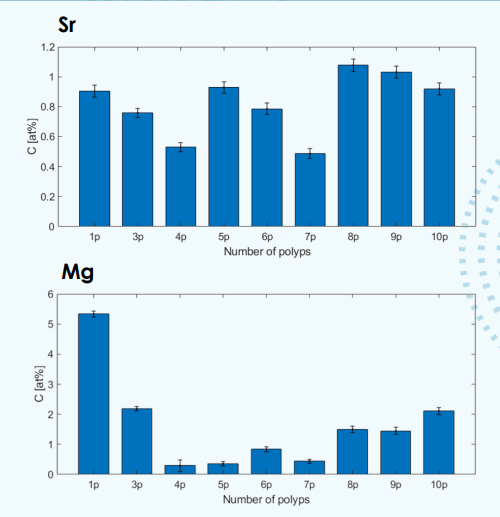 Sr
1.2
1
0.8
0.6
0.4
0.2
0
C [at%]
1p 3p 4p 5p 6p 7p 8p 9p 10p
Number of polyps
Mg
6
5
4
3
2
1
0
C [at%]
1p 3p 4p 5p 6p 7p 8p 9p 10p
Number of polyps